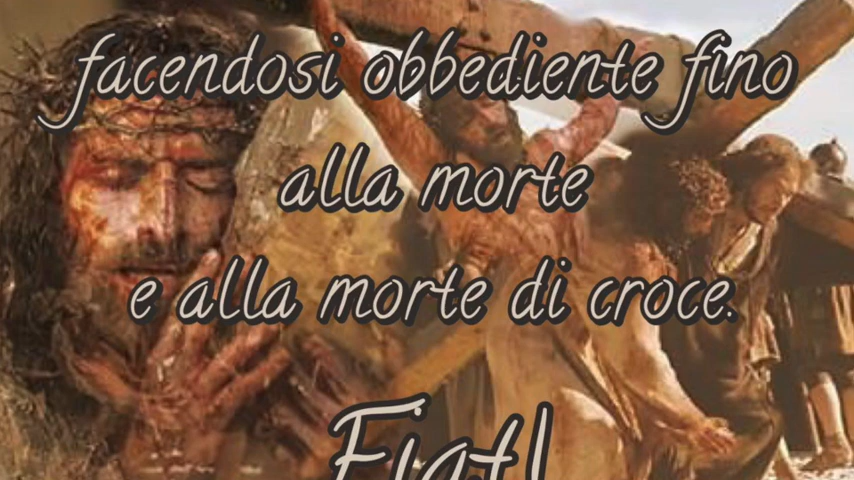 facendosi obbediente fino
alla morte
e alla morte di croce.
Fiat!